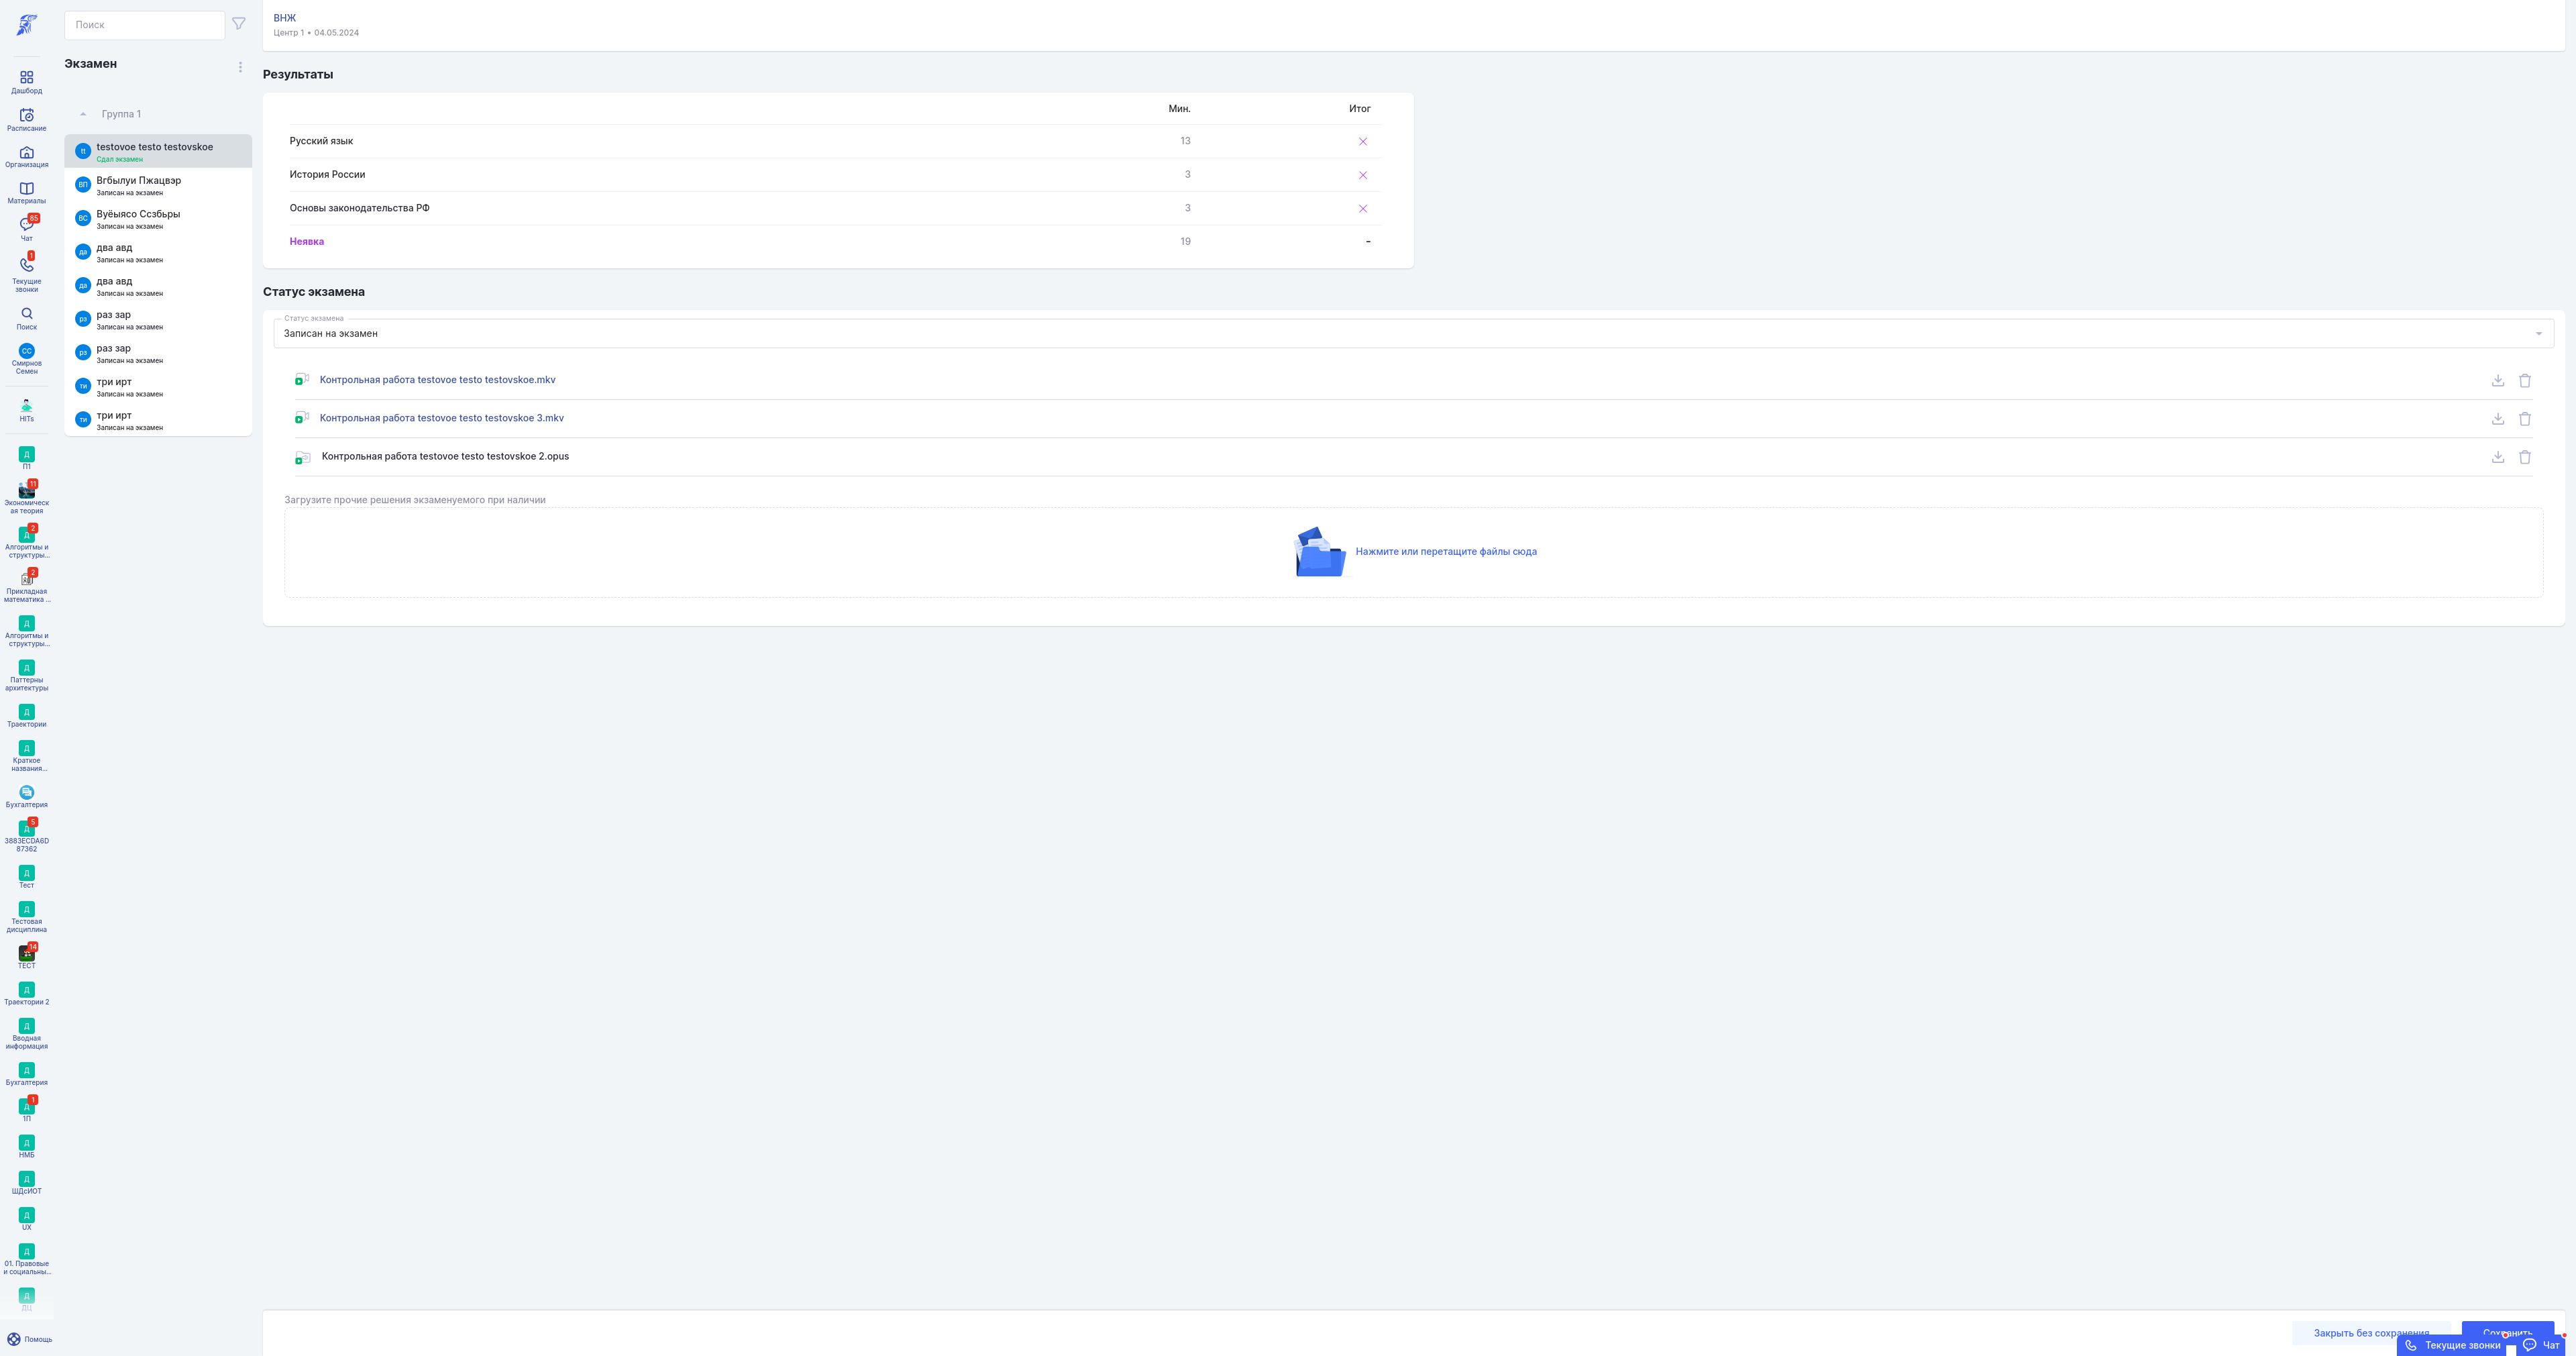 Дашборд
Расписание
Организация
Материалы
85
Чат
1
Текущие
звонки
Поиск
СС
Смирнов
Семен
HITs
Д
П1
11
Экономическ
ая теория
2
Д
Алгоритмы и
структуры...
2
Прикладная
математика ...
Д
Алгоритмы и
структуры...
Д
Паттерны
архитектуры
Д
Траектории
Д
Краткое
названия...
Бухгалтерия
5
Д
3883ECDA6D
87362
Д
Тест
Д
Тестовая
дисциплина
14
ТЕСТ
Д
Траектории 2
Д
Вводная
информация
Д
Бухгалтерия
1
Д
1П
Д
НМБ
Д
ШДсИОТ
Д
UX
Д
01. Правовые
и социальны...
Д
ДЦ
Помощь
Поиск
Экзамен
Группа 1
tt
testovoe testo testovskoe
Сдал экзамен
ВП
Вгбылуи Пжацвэр
Записан на экзамен
ВС
Вуёыясо Ссзбьры
Записан на экзамен
да
два авд
Записан на экзамен
да
два авд
Записан на экзамен
рз
раз зар
Записан на экзамен
рз
раз зар
Записан на экзамен
ти
три ирт
Записан на экзамен
ти
три ирт
Записан на экзамен
ВНЖ
Центр 1 • 04.05.2024
Результаты
Мин. Итог
Русский язык 13
История России 3
Основы законодательства РФ 3
Неявка 19 –
Статус экзамена
Статус экзамена
Записан на экзамен
Контрольная работа testovoe testo testovskoe.mkv
Контрольная работа testovoe testo testovskoe 3.mkv
Контрольная работа testovoe testo testovskoe 2.opus
Загрузите прочие решения экзаменуемого при наличии
Нажмите или перетащите файлы сюда
Закрыть без сохранения
Сохранить
Текущие звонки
Чат